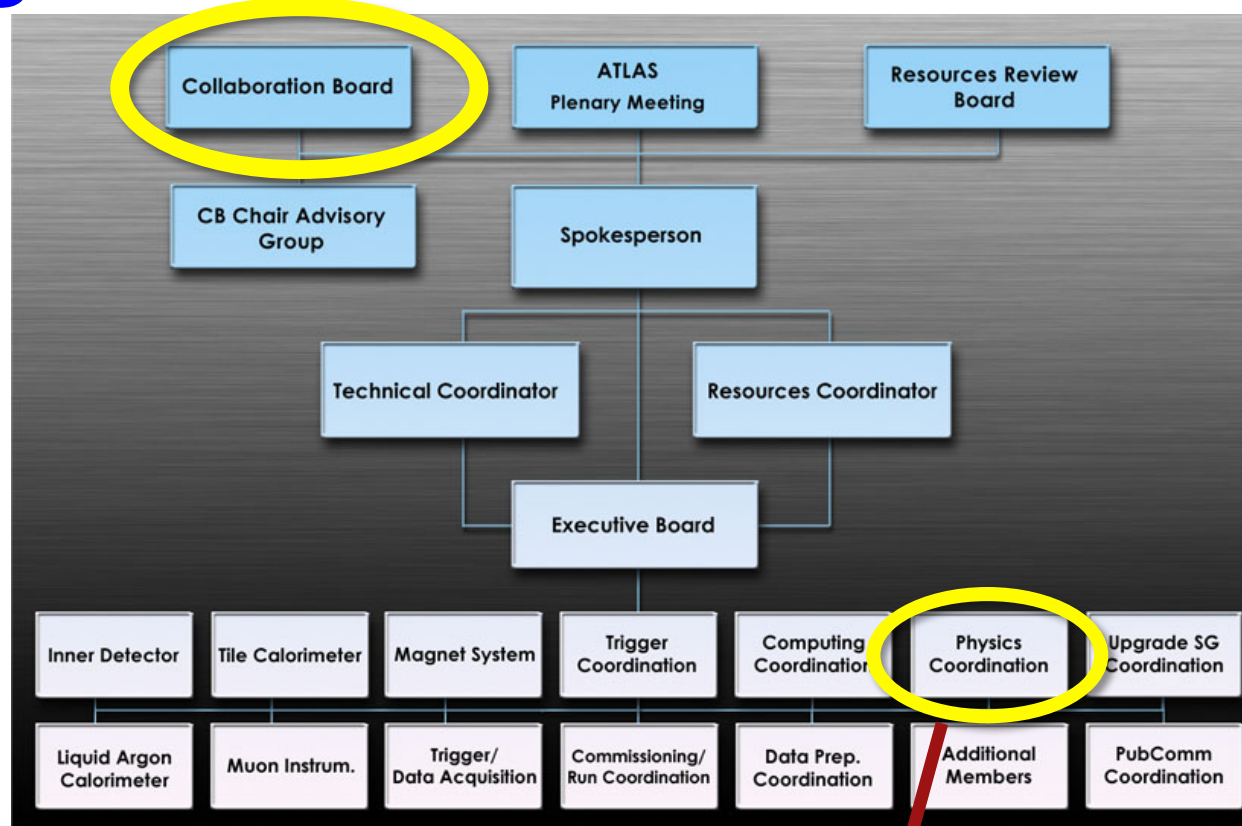 Collaboration Board
ATLAS
Plenary Meeting
Resources Review
Board
CB Chair Advisory
Group
Spokesperson
Technical Coordinator
Resources Coordinator
Executive Board
Inner Detector
Tile Calorimeter
Magnet System
Trigger
Coordination
Computing
Coordination
Physics
Coordination
Upgrade SG
Coordination
Liquid Argon
Calorimeter
Muon Instrum.
Trigger/
Data Acquisition
Commissioning/
Run Coordination
Data Prep.
Coordination
Additional
Members
PubComm
Coordination